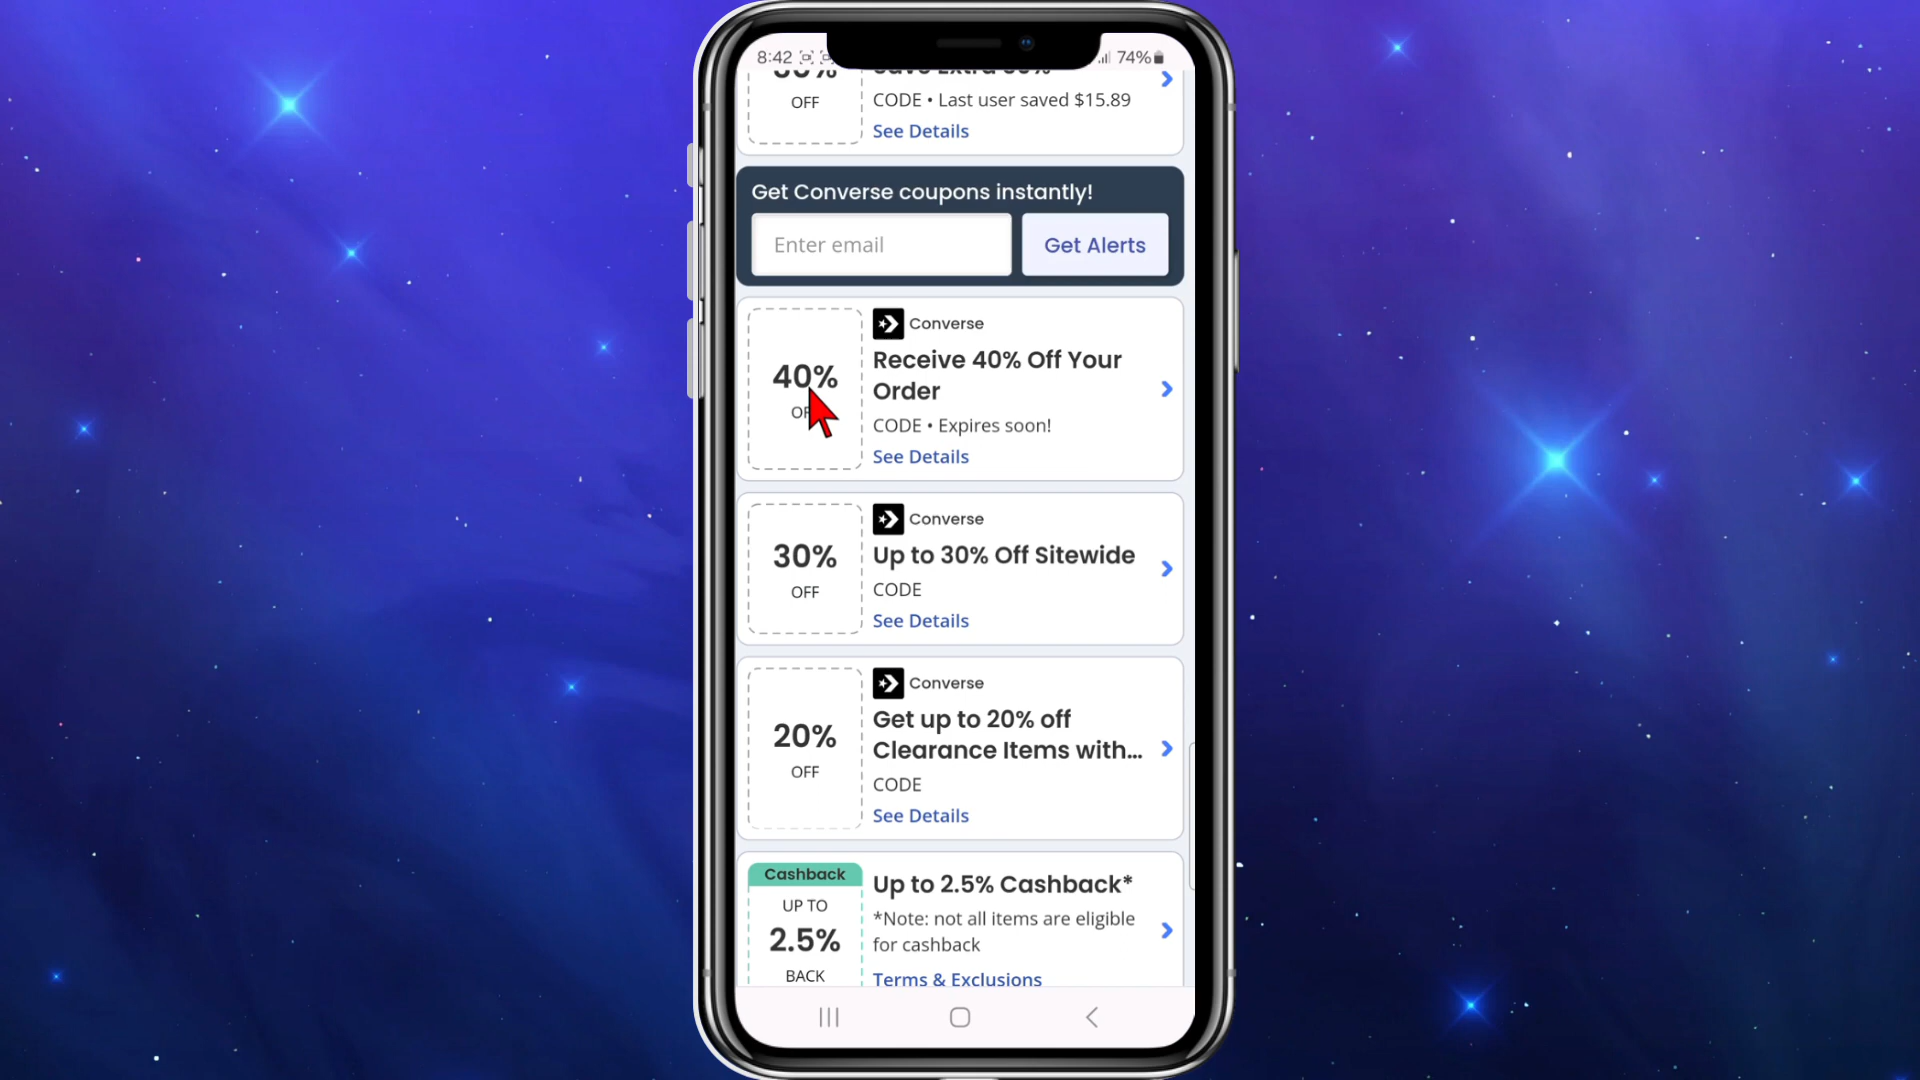 8:42
74%
OFF
CODE • Last user saved $15.89
See Details
Get Converse coupons instantly!
Enter email
Get Alerts
40%
Converse
Receive 40% Off Your
Order
CODE • Expires soon!
See Details
30%
OFF
Converse
Up to 30% Off Sitewide
CODE
See Details
20%
OFF
Converse
Get up to 20% off
Clearance Items with...
CODE
See Details
Cashback
UP TO
2.5%
BACK
Up to 2.5% Cashback*
*Note: not all items are eligible
for cashback
Terms & Exclusions